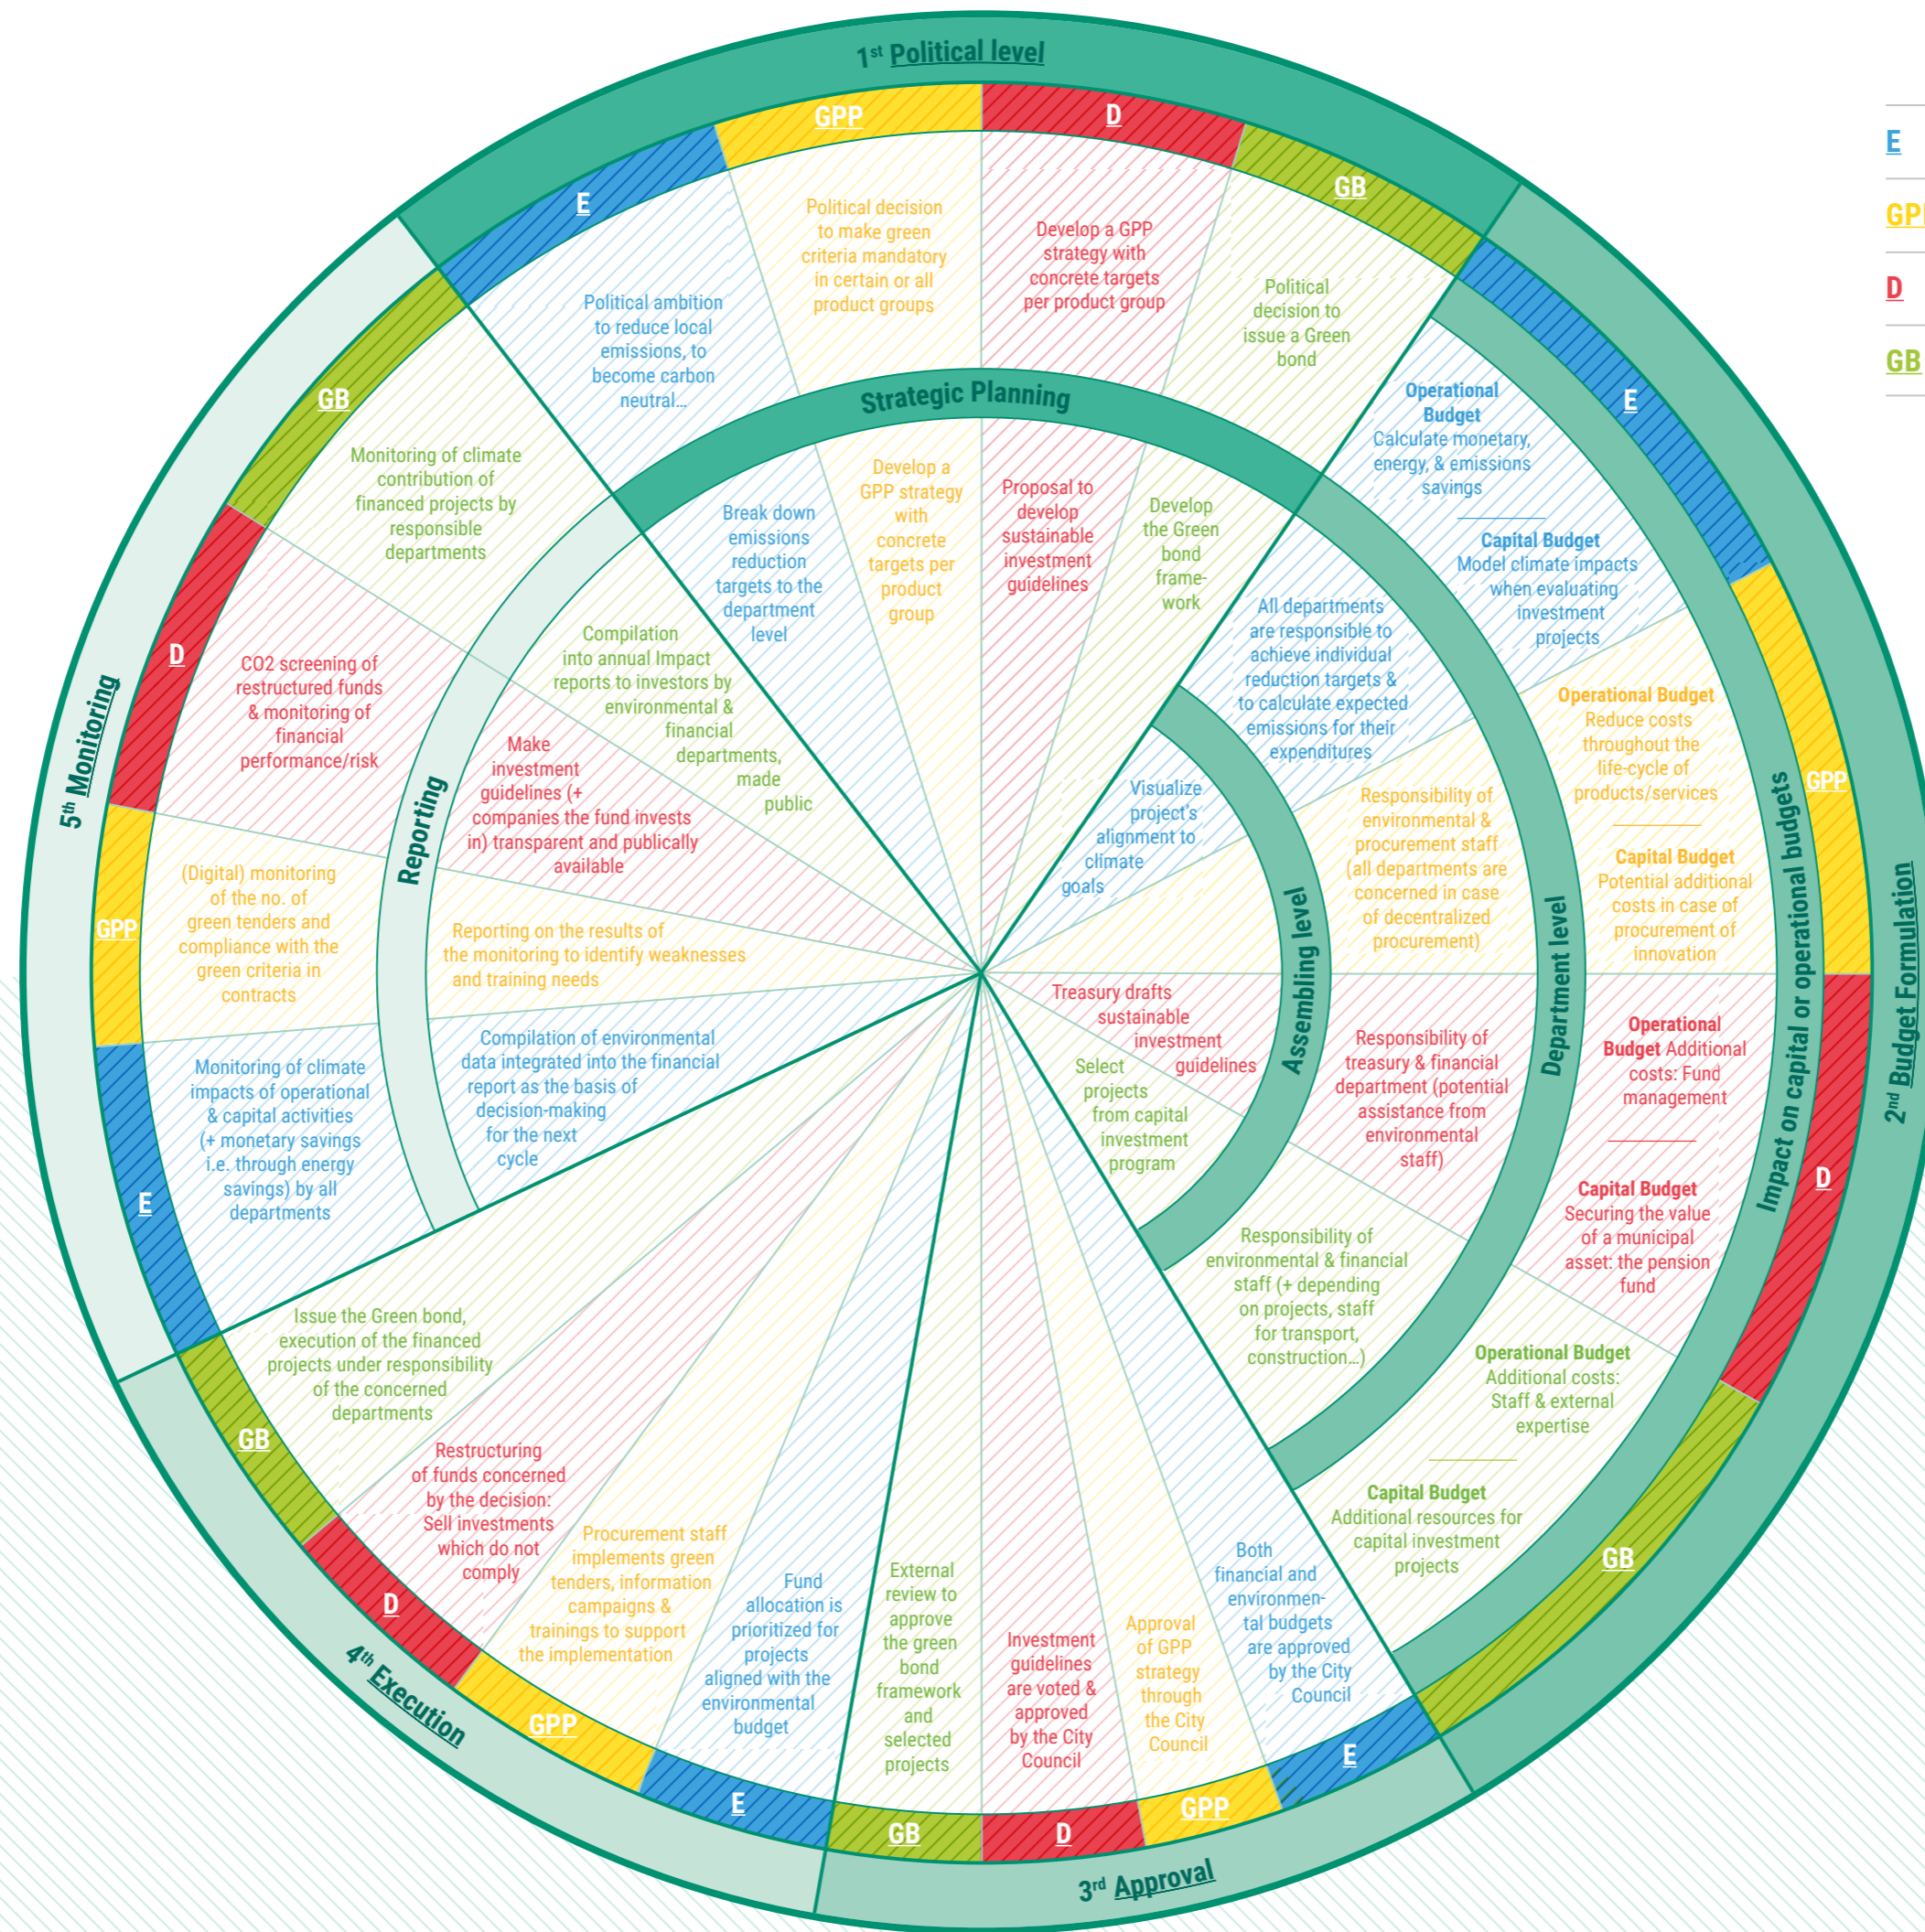 1st Political level
E
GPP
D
GB
Political ambition
to reduce local
emissions, to
become carbon
neutral...
Political decision
to make green
criteria mandatory
in certain or all
product groups
Develop a GPP
strategy with
concrete targets
per product group
Political
decision to
issue a Green
bond
Strategic Planning
Break down
emissions
reduction
targets to the
department
level
Develop a
GPP strategy
with
concrete
targets per
product
group
Proposal to
develop
sustainable
investment
guidelines
Develop
the Green
bond
frame-
work
2nd Budget Formulation
E
GPP
D
GB
Impact on capital or operational budgets
Operational
Budget
Calculate monetary,
energy, & emissions
savings
Capital Budget
Model climate impacts
when evaluating
investment
projects
Operational Budget
Reduce costs
throughout the
life-cycle of
products/services
Capital Budget
Potential additional
costs in case of
procurement of
innovation
Operational
Budget Additional
costs: Fund
management
Capital Budget
Securing the value
of a municipal
asset: the pension
fund
Operational Budget
Additional costs:
Staff & external
expertise
Capital Budget
Additional resources for
capital investment
projects
Department level
All departments
are responsible to
achieve individual
reduction targets &
to calculate expected
emissions for their
expenditures
Responsibility of
environmental &
procurement staff
(all departments are
concerned in case
of decentralized
procurement)
Responsibility of
treasury & financial
department (potential
assistance from
environmental
staff)
Responsibility of
environmental & financial
staff (+ depending
on projects, staff
for transport,
construction...)
Assembling level
Visualize
project's
alignment to
climate
goals
Treasury drafts
sustainable
investment
guidelines
Select
projects
from capital
investment
program
3rd Approval
E
GPP
D
GB
Both
financial and
environmen-
tal budgets
are approved
by the City
Council
Approval
of GPP
strategy
through
the City
Council
Investment
guidelines
are voted &
approved
by the City
Council
External
review to
approve
the green
bond
framework
and
selected
projects
4th Execution
E
GPP
D
GB
Fund
allocation is
prioritized for
projects
aligned with the
environmental
budget
Procurement staff
implements green
tenders, information
campaigns &
trainings to support
the implementation
Restructuring
of funds concerned
by the decision:
Sell investments
which do not
comply
Issue the Green bond,
execution of the financed
projects under responsibility
of the concerned
departments
5th Monitoring
E
GPP
D
GB
Monitoring of climate
impacts of operational
& capital activities
(+ monetary savings
i.e. through energy
savings) by all
departments
(Digital) monitoring
of the no. of
green tenders and
compliance with the
green criteria in
contracts
CO2 screening of
restructured funds
& monitoring of
financial
performance/risk
Monitoring of climate
contribution of
financed projects by
responsible
departments
Reporting
Compilation of environmental
data integrated into the financial
report as the basis of
decision-making
for the next
cycle
Reporting on the results of
the monitoring to identify weaknesses
and training needs
Make
investment
guidelines (+
companies the fund invests
in) transparent and publically
available
Compilation
into annual Impact
reports to investors by
environmental &
financial
departments,
made
public
E
GPP
D
GB